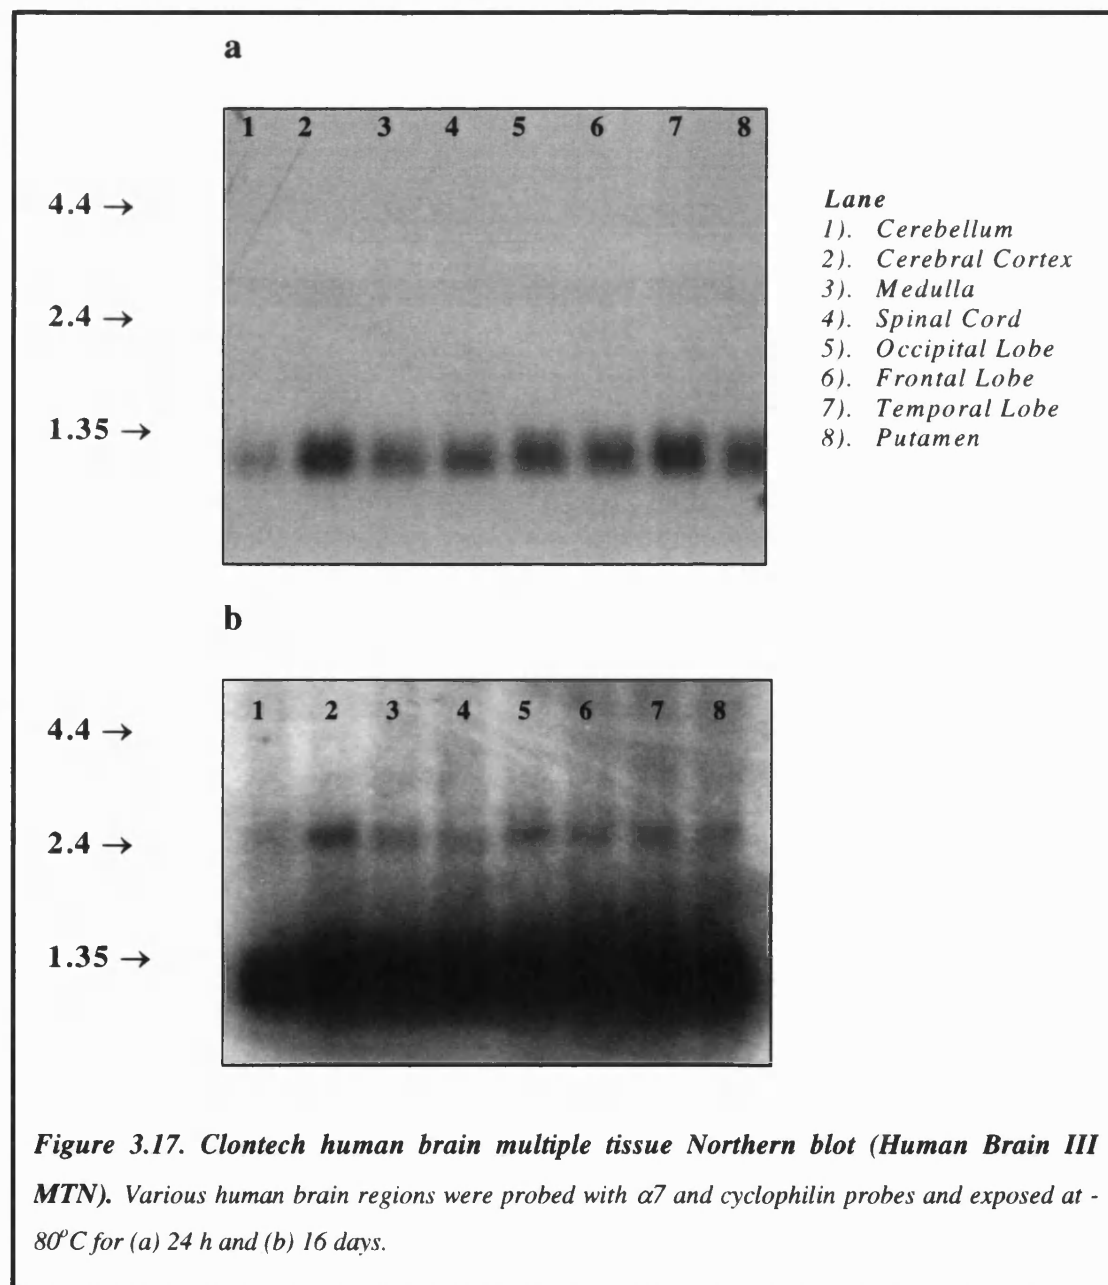 a
1 2 3 4 5 6 7 8
4.4 →
2.4 →
1.35 →
Lane
1). Cerebellum
2). Cerebral Cortex
3). Medulla
4). Spinal Cord
5). Occipital Lobe
6). Frontal Lobe
7). Temporal Lobe
8). Putamen
b
1 2 3 4 5 6 7 8
4.4 →
2.4 →
1.35 →
Figure 3.17. Clontech human brain multiple tissue Northern blot (Human Brain III
MTN). Various human brain regions were probed with α7 and cyclophilin probes and exposed at -
80°C for (a) 24 h and (b) 16 days.